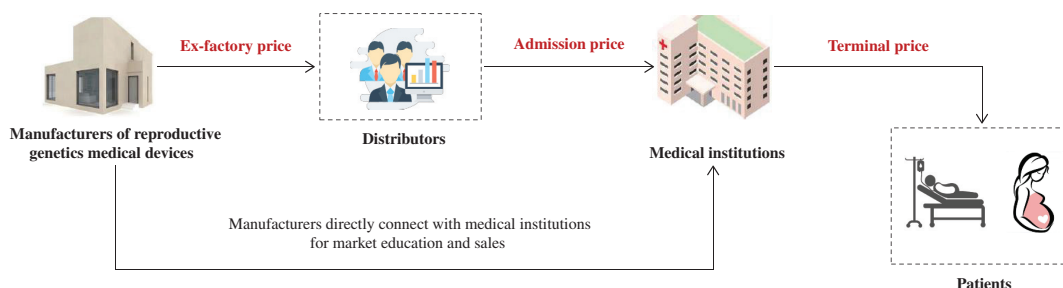 Ex-factory price
Admission price
Terminal price
Manufacturers of reproductive
genetics medical devices
Distributors
Medical institutions
Manufacturers directly connect with medical institutions
for market education and sales
Patients